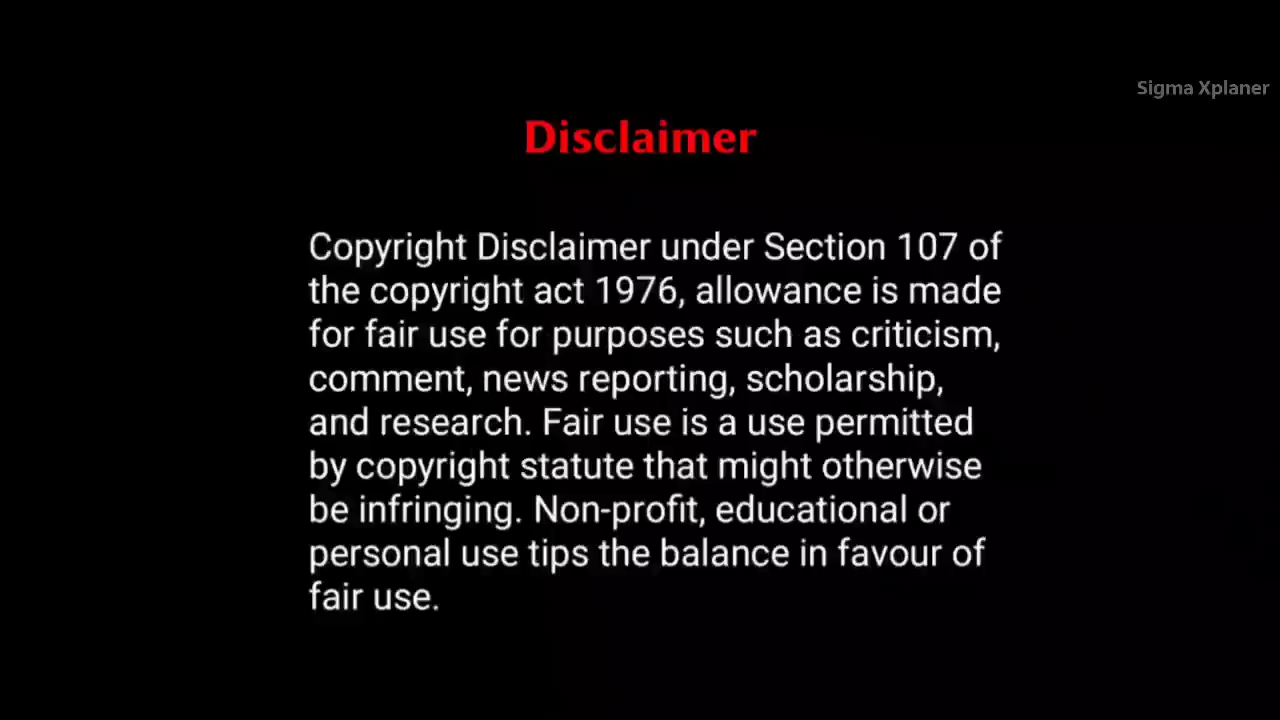 Sigma Xplaner
Disclaimer
Copyright Disclaimer under Section 107 of
the copyright act 1976, allowance is made
for fair use for purposes such as criticism,
comment, news reporting, scholarship,
and research. Fair use is a use permitted
by copyright statute that might otherwise
be infringing. Non-profit, educational or
personal use tips the balance in favour of
fair use.